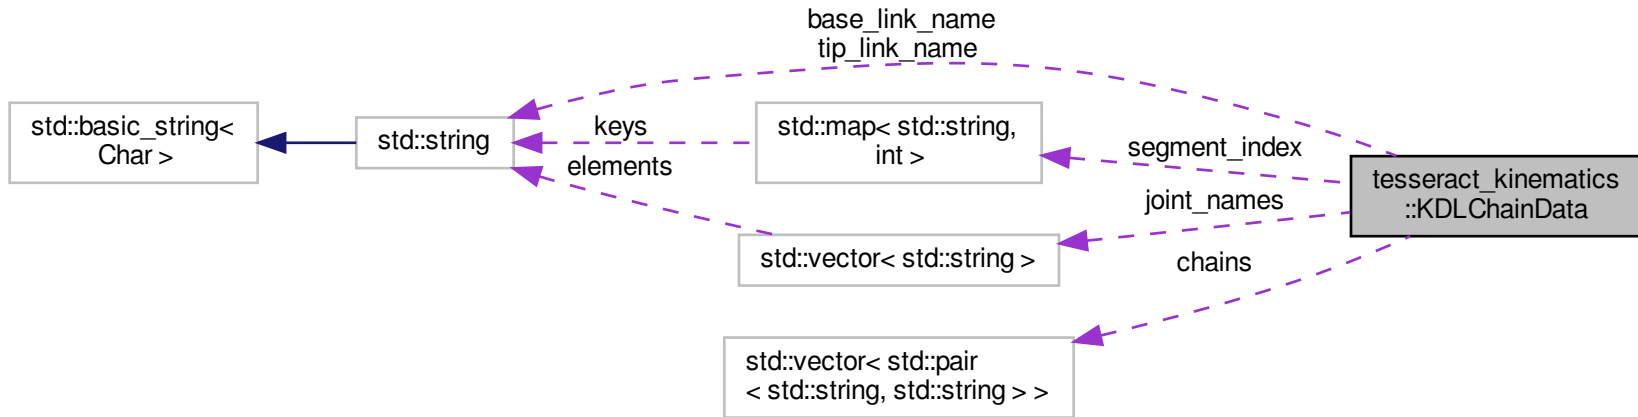 base_link_name
tip_link_name
std::basic_string<
Char >
std::string
keys
elements
std::map< std::string,
int >
segment_index
tesseract_kinematics
::KDLChainData
joint_names
std::vector< std::string >
chains
std::vector< std::pair
< std::string, std::string > >